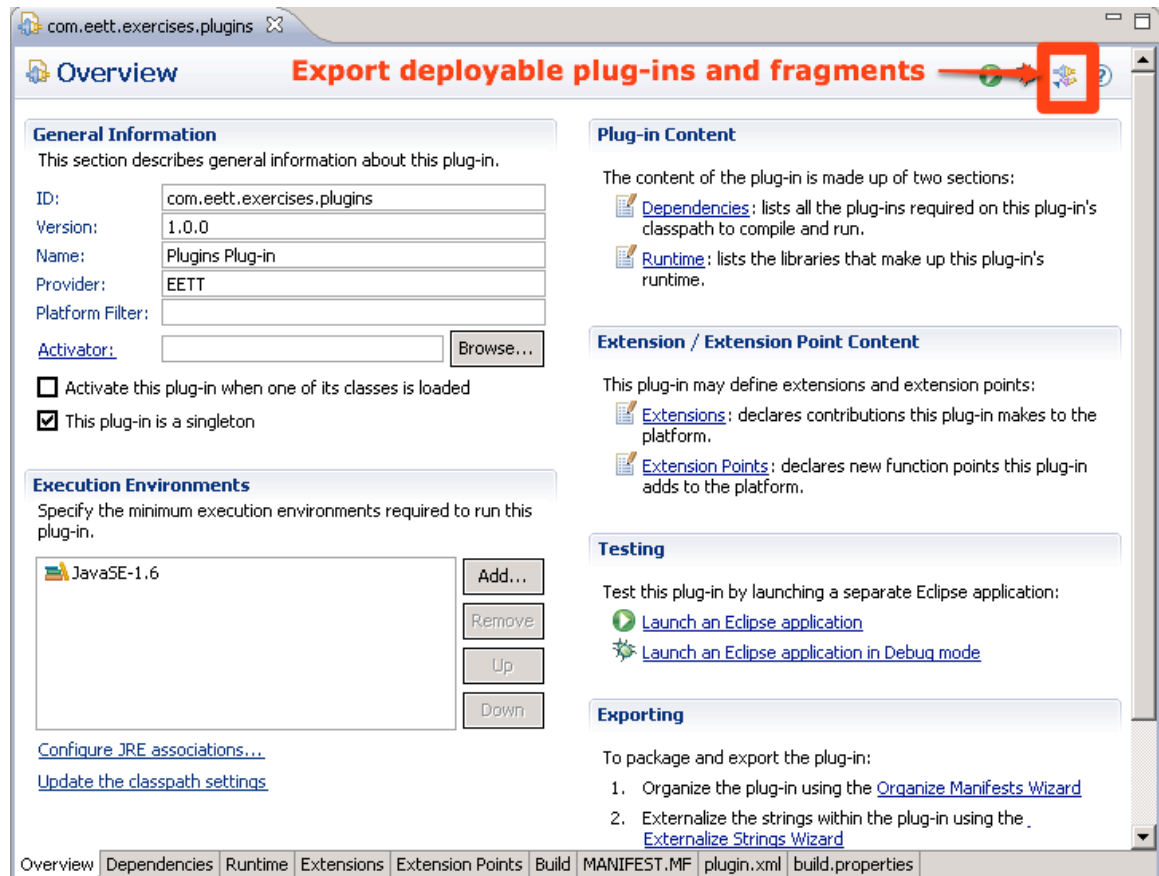 com.eett.exercises.plugins
Overview
Export deployable plug-ins and fragments
General Information
This section describes general information about this plug-in.
ID: com.eett.exercises.plugins
Version: 1.0.0
Name: Plugins Plug-in
Provider: EETT
Platform Filter:
Activator: Browse...
Activate this plug-in when one of its classes is loaded
This plug-in is a singleton
Execution Environments
Specify the minimum execution environments required to run this
plug-in.
JavaSE-1.6
Add...
Remove
Up
Down
Configure JRE associations...
Update the classpath settings
Plug-in Content
The content of the plug-in is made up of two sections:
Dependencies: lists all the plug-ins required on this plug-in's
classpath to compile and run.
Runtime: lists the libraries that make up this plug-in's
runtime.
Extension / Extension Point Content
This plug-in may define extensions and extension points:
Extensions: declares contributions this plug-in makes to the
platform.
Extension Points: declares new function points this plug-in
adds to the platform.
Testing
Test this plug-in by launching a separate Eclipse application:
Launch an Eclipse application
Launch an Eclipse application in Debug mode
Exporting
To package and export the plug-in:
1. Organize the plug-in using the Organize Manifests Wizard
2. Externalize the strings within the plug-in using the
Externalize Strings Wizard
Overview Dependencies Runtime Extensions Extension Points Build MANIFEST.MF plugin.xml build.properties